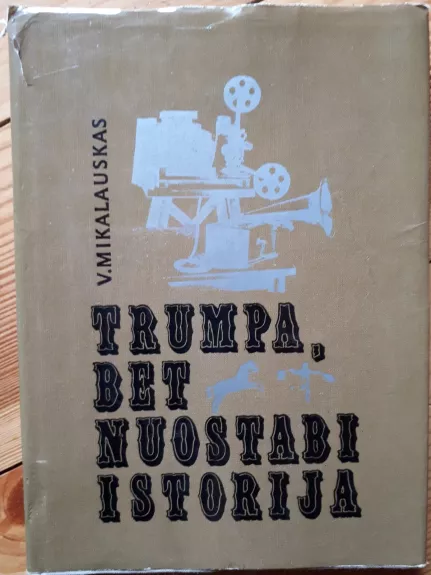 V.MIKALAUSKAS
TRUMPA,
BET
NUOSTABI
ISTORIJA